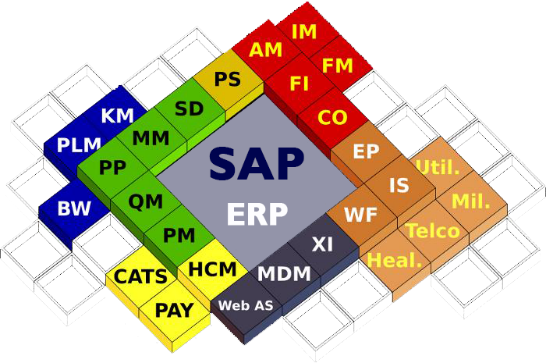 IM
AM
FM
PS
FI
SD
KM
CO
MM
PLM
EP
SAP
PP
Util.
IS
QM
Mil.
BW
ERP
WF
Telco
PM
XI
Heal.
HCM
MDM
CATS
Web AS
PAY